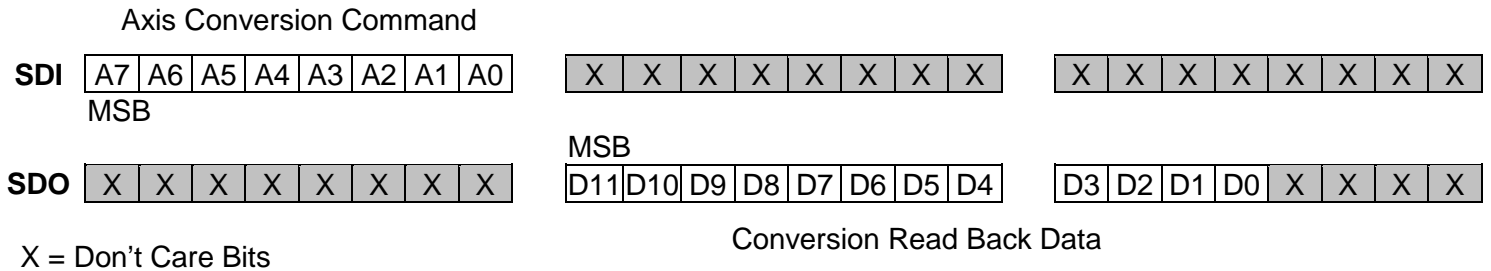 Axis Conversion Command
SDI A7 A6 A5 A4 A3 A2 A1 A0 X X X X X X X X X X X X X X X X
MSB
MSB
SDO X X X X X X X X D11 D10 D9 D8 D7 D6 D5 D4 D3 D2 D1 D0 X X X X
Conversion Read Back Data
X = Don't Care Bits